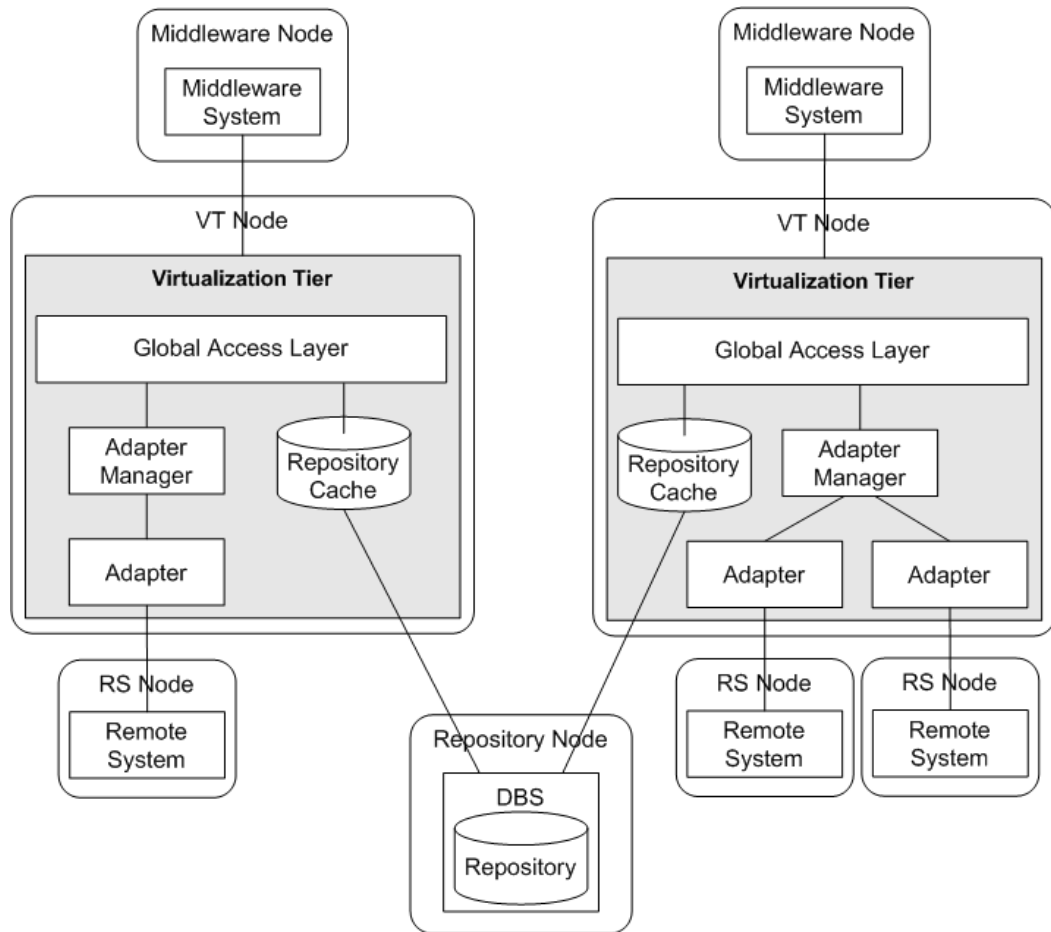 Middleware Node
Middleware
System
VT Node
Virtualization Tier
Global Access Layer
Adapter
Manager
Repository
Cache
Adapter
RS Node
Remote
System
Middleware Node
Middleware
System
VT Node
Virtualization Tier
Global Access Layer
Repository
Cache
Adapter
Manager
Adapter
Adapter
RS Node
Remote
System
RS Node
Remote
System
Repository Node
DBS
Repository